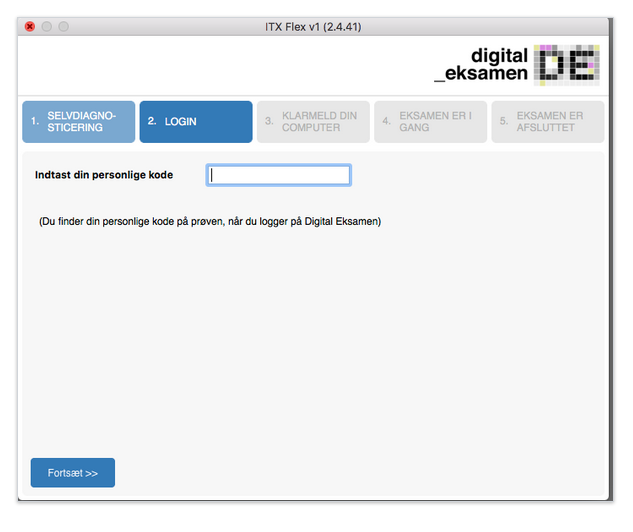 ITX Flex v1 (2.4.41)
digital
_eksamen
1. SELVDIAGNO-
STICERING
2. LOGIN
3. KLARMELD DIN
COMPUTER
4. EKSAMEN ER I
GANG
5. EKSAMEN ER
AFSLUTTET
Indtast din personlige kode
(Du finder din personlige kode på prøven, når du logger på Digital Eksamen)
Fortsæt >>